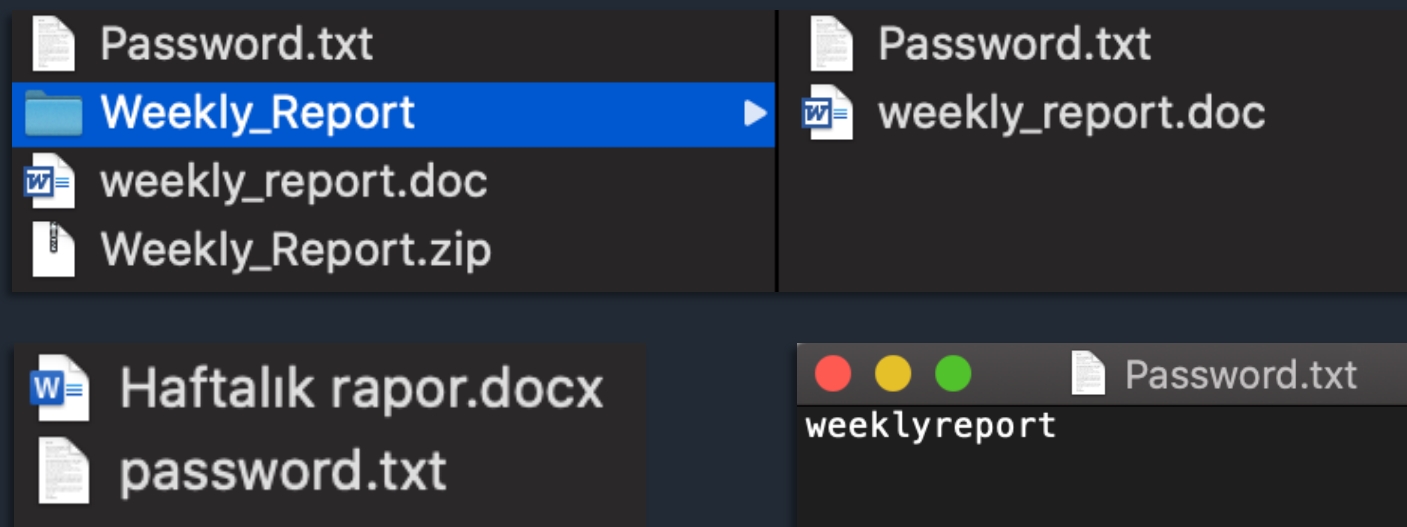 Password.txt
Weekly_Report
weekly_report.doc
Weekly_Report.zip
Password.txt
weekly_report.doc
Haftalık rapor.docx
password.txt
Password.txt
weeklyreport